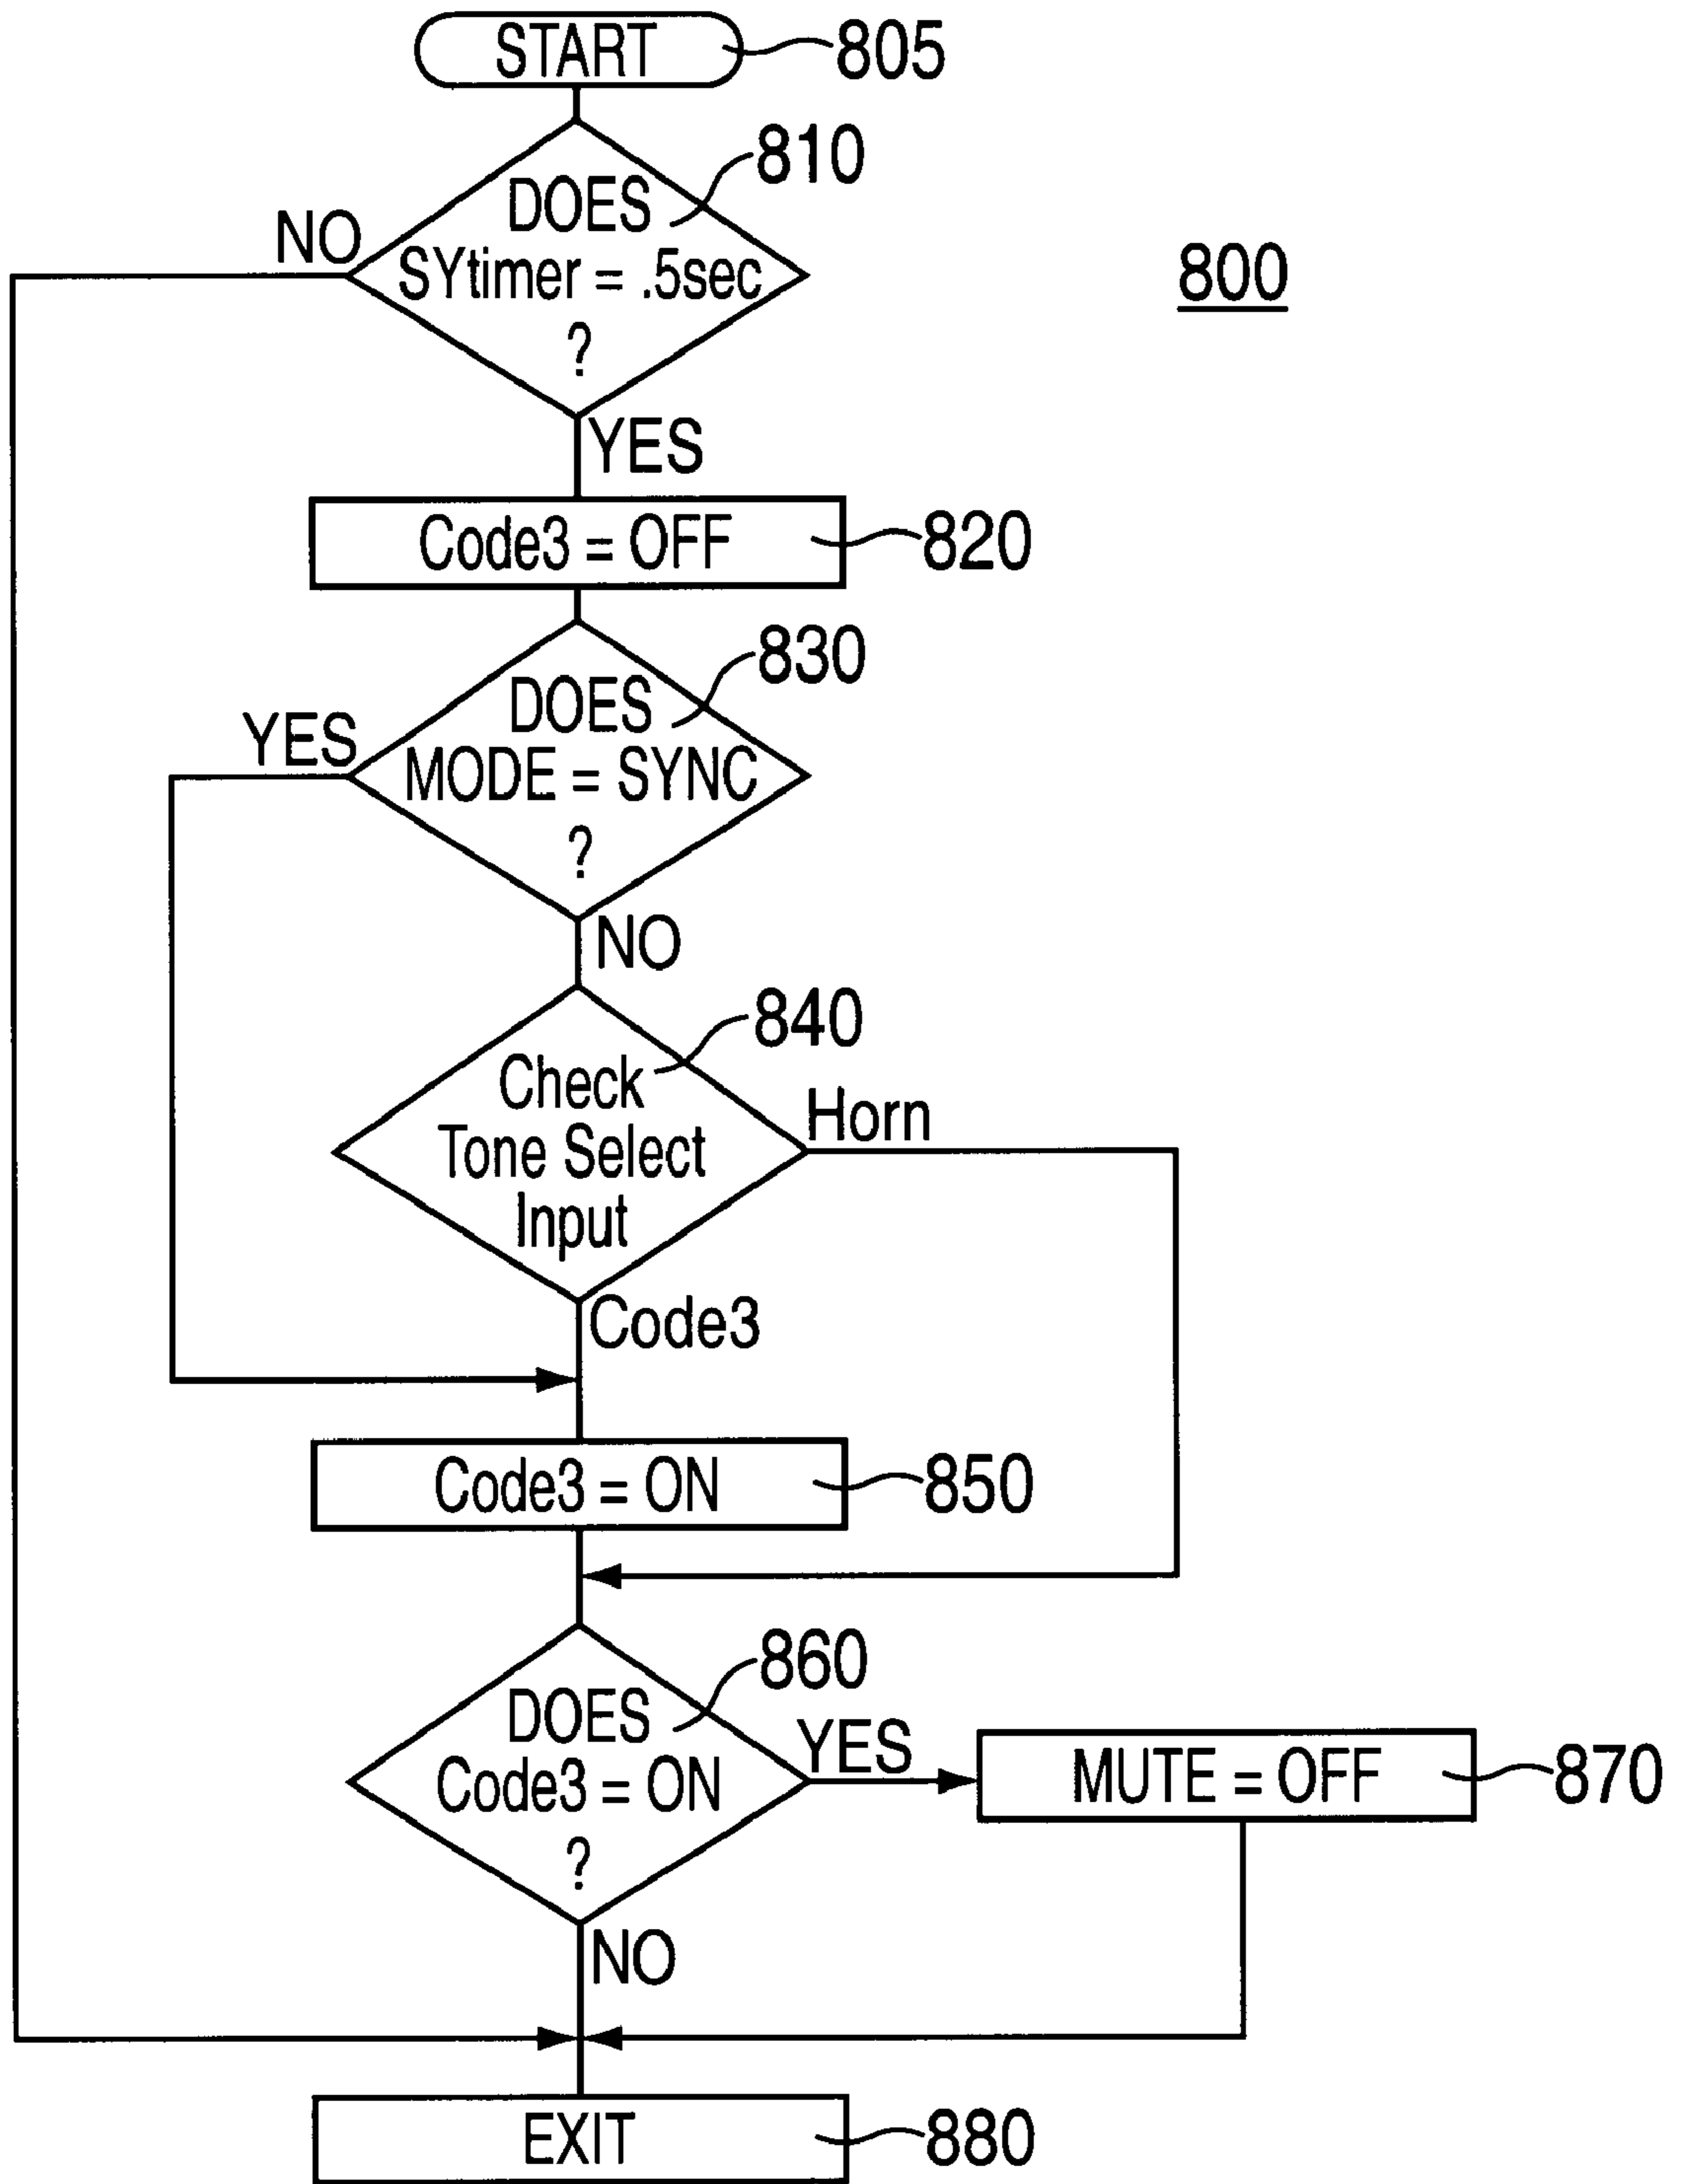 START
805
810
DOES
SYtimer = .5sec
?
NO
800
YES
Code3 = OFF
820
830
DOES
MODE = SYNC
?
YES
NO
840
Check
Tone Select
Input
Horn
Code3
Code3 = ON
850
860
DOES
Code3 = ON
?
YES
MUTE = OFF
870
NO
EXIT
880